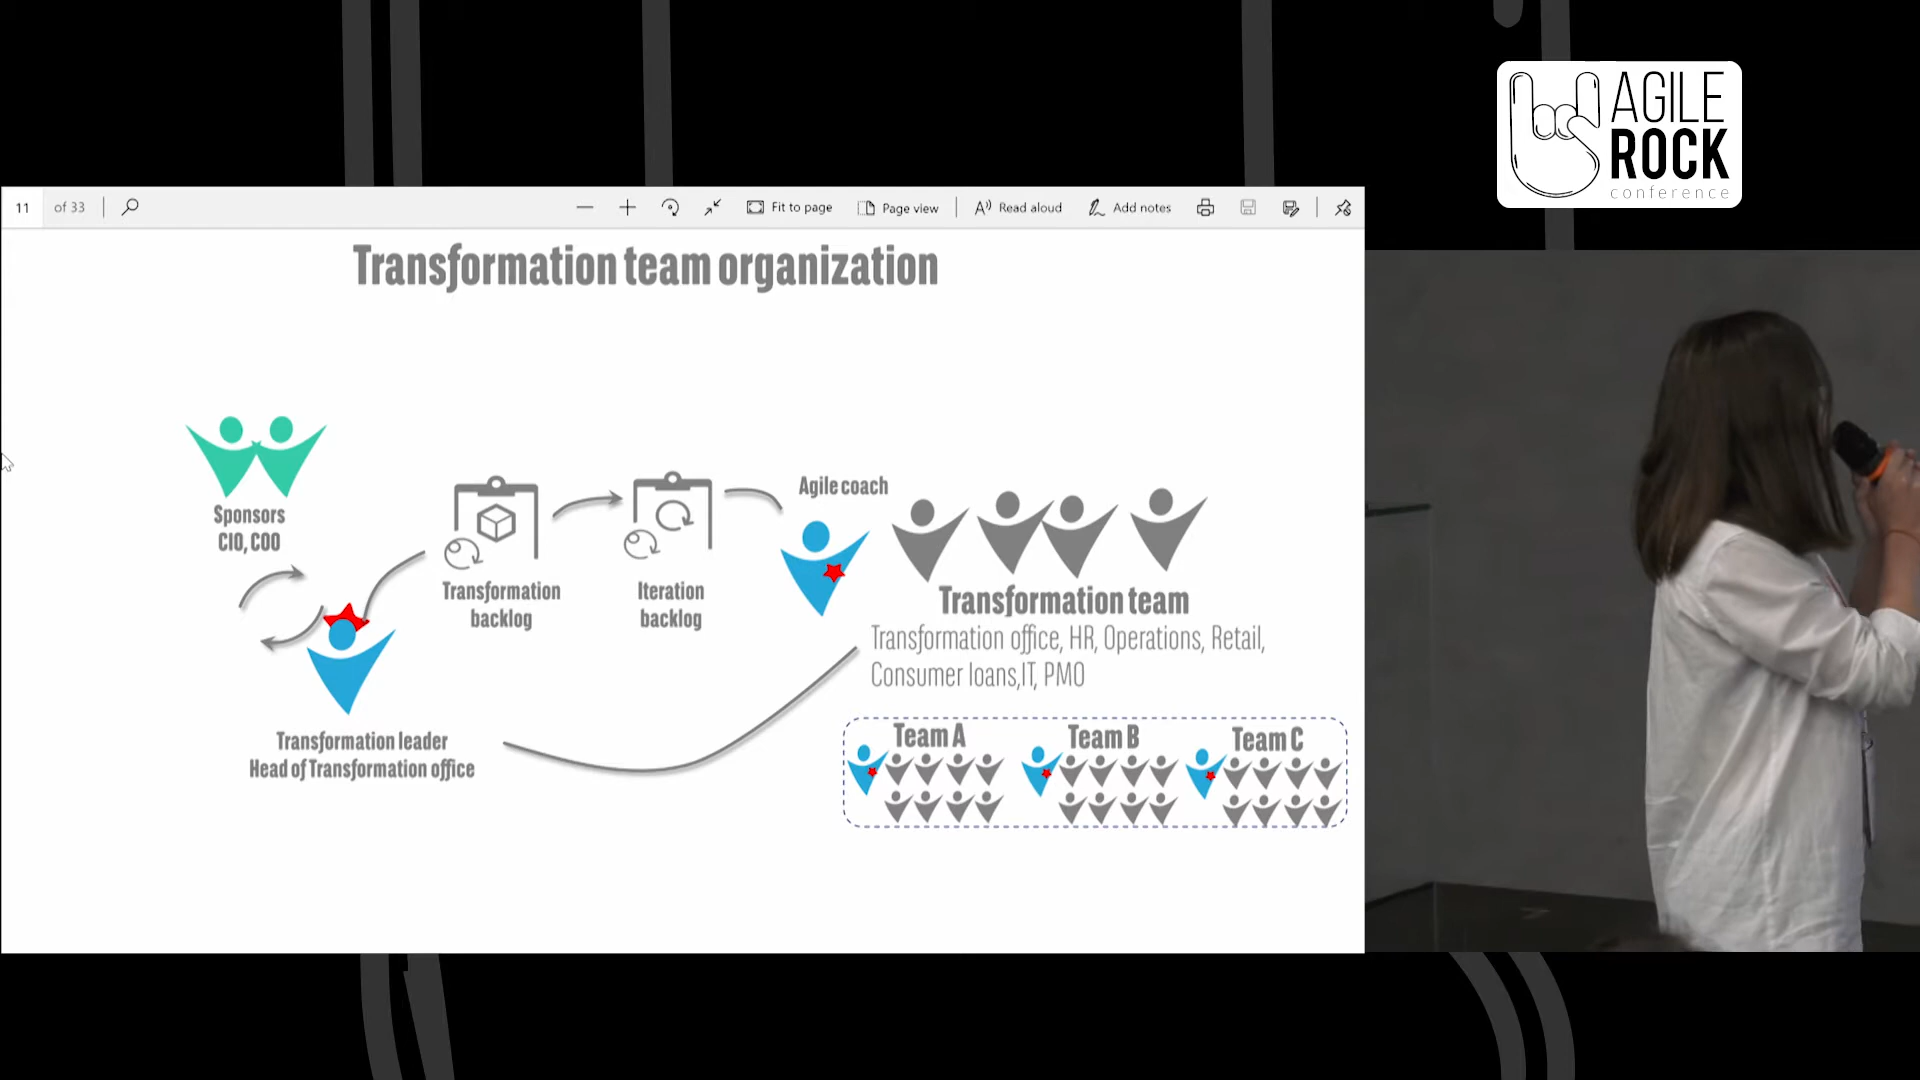 AGILE
ROCK
conference
11 of 33
Fit to page
Page view
Read aloud
Add notes
Transformation team organization
Sponsors
CIO, COO
Transformation
backlog
Iteration
backlog
Agile coach
Transformation team
Transformation office, HR, Operations, Retail,
Consumer loans,IT, PMO
Transformation leader
Head of Transformation office
Team A
Team B
Team C